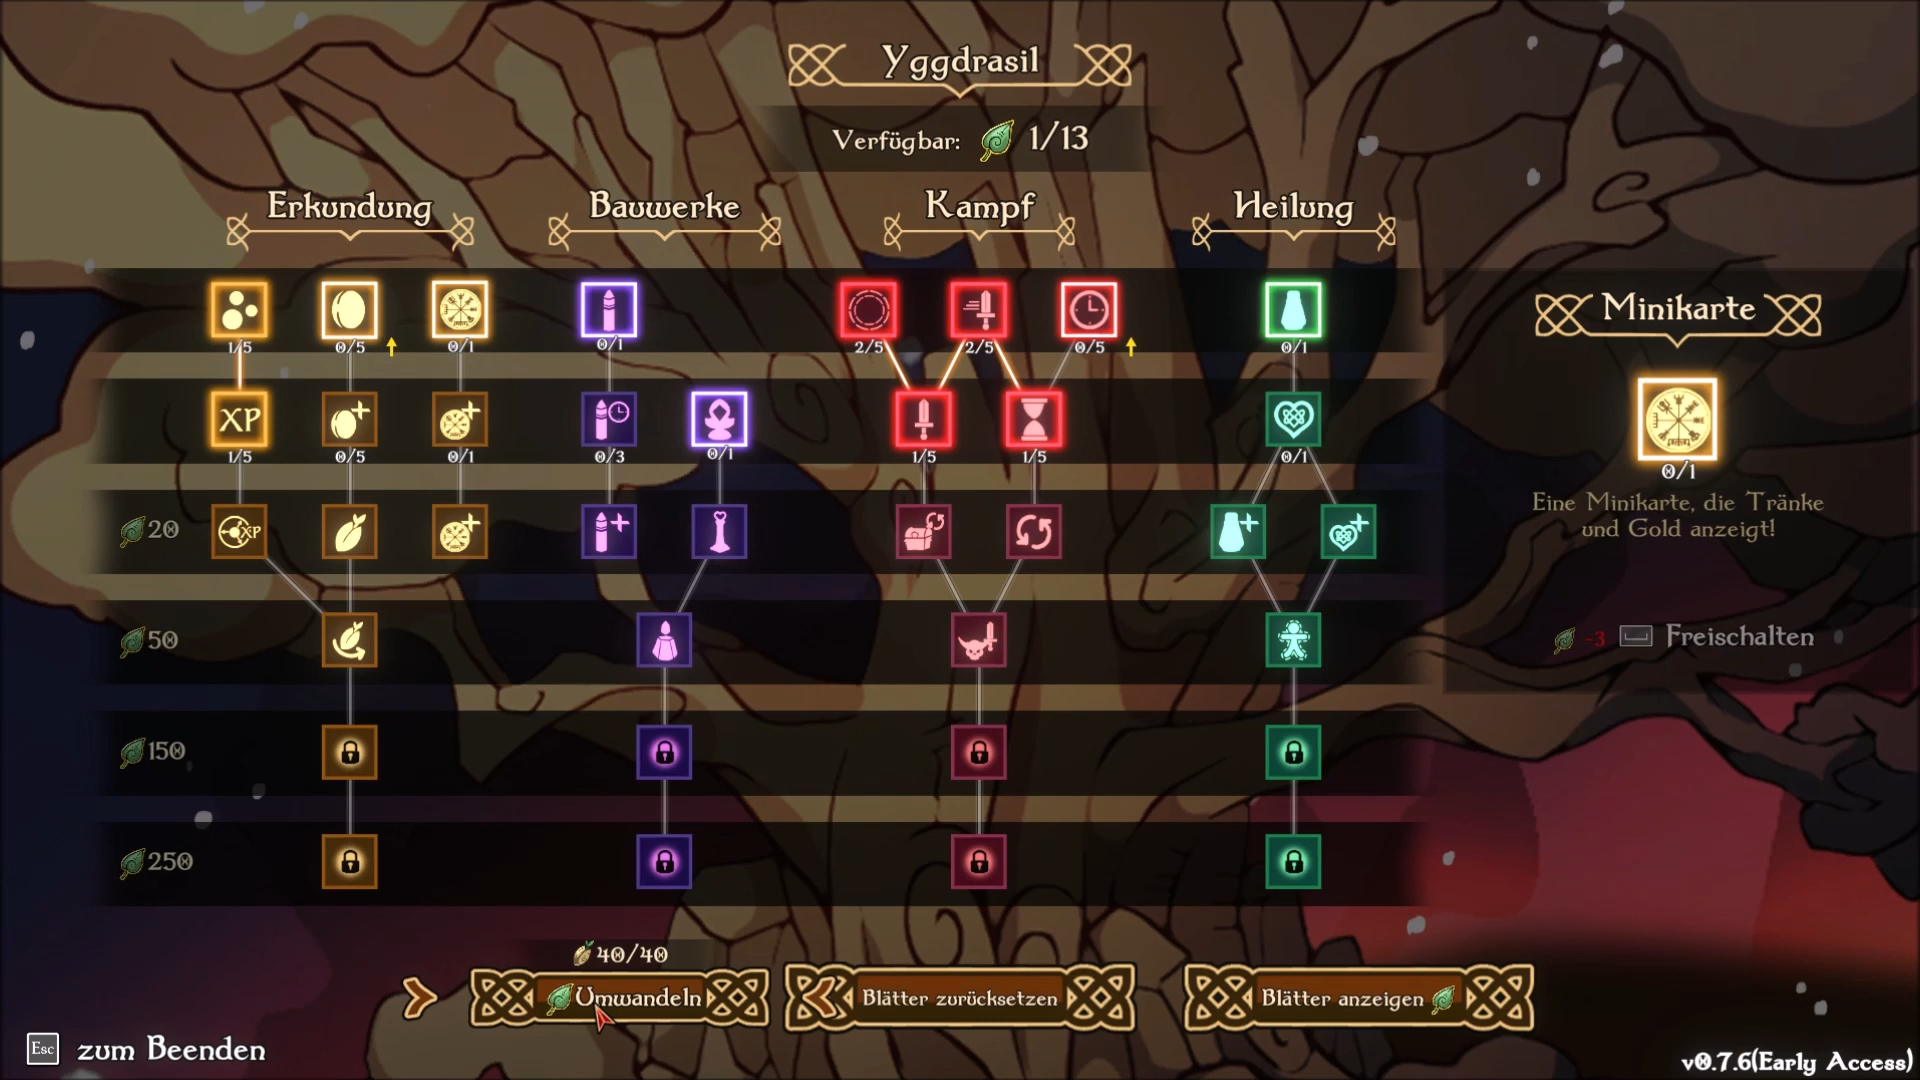 Yggdrasil
Verfügbar: 1/13
Erkundung
Bauwerke
Kampf
Heilung
1/5
0/5
0/1
0/1
2/5
2/5
0/5
0/1
XP
1/5
0/5
0/1
0/3
0/1
1/5
1/5
0/1
20
XP
50
150
250
Minikarte
0/1
Eine Minikarte, die Tränke
und Gold anzeigt!
-3 Freischalten
40/40
Umwandeln
Blätter zurücksetzen
Blätter anzeigen
Esc zum Beenden
v0.7.6(Early Access)